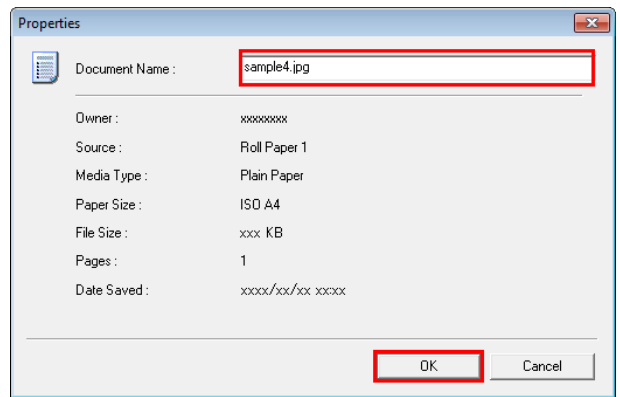 Properties
Document Name : sample4.jpg
Owner : xxxxxxxx
Source : Roll Paper 1
Media Type : Plain Paper
Paper Size : ISO A4
File Size : xxx KB
Pages : 1
Date Saved : xxxx/xx/xx xx:xx
OK Cancel